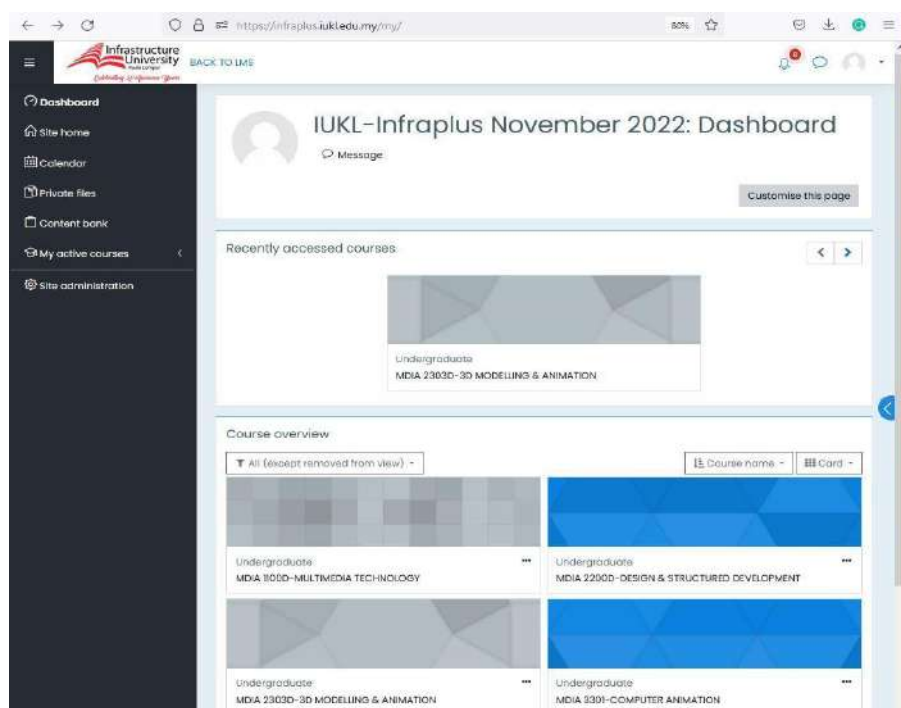 https://infraplus.iukl.edu.my/my/
80%
Infrastructure
University
Kuala Lumpur
BACK TO LMS
Dashboard
Site home
Calendar
Private files
Content bank
My active courses
Site administration
IUKL-Infraplus November 2022: Dashboard
Message
Customise this page
Recently accessed courses
Undergraduate
MDIA 2303D-3D MODELLING & ANIMATION
Course overview
All (except removed from view)
Course name
Card
Undergraduate
MDIA 1100D-MULTIMEDIA TECHNOLOGY
Undergraduate
MDIA 2200D-DESIGN & STRUCTURED DEVELOPMENT
Undergraduate
MDIA 2303D-3D MODELLING & ANIMATION
Undergraduate
MDIA 3301-COMPUTER ANIMATION